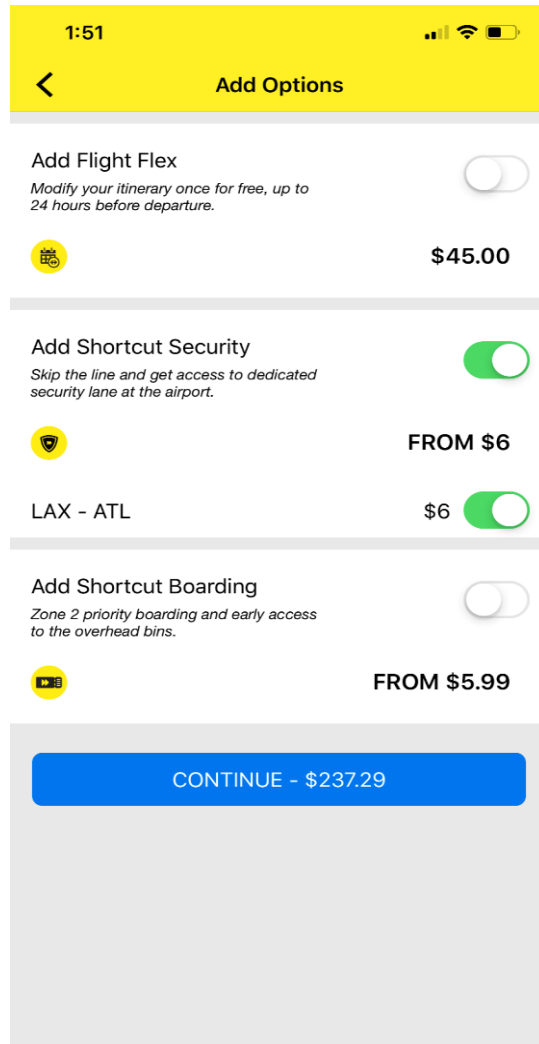 1:51
Add Options
Add Flight Flex
Modify your itinerary once for free, up to
24 hours before departure.
$45.00
Add Shortcut Security
Skip the line and get access to dedicated
security lane at the airport.
FROM $6
LAX - ATL $6
Add Shortcut Boarding
Zone 2 priority boarding and early access
to the overhead bins.
FROM $5.99
CONTINUE - $237.29